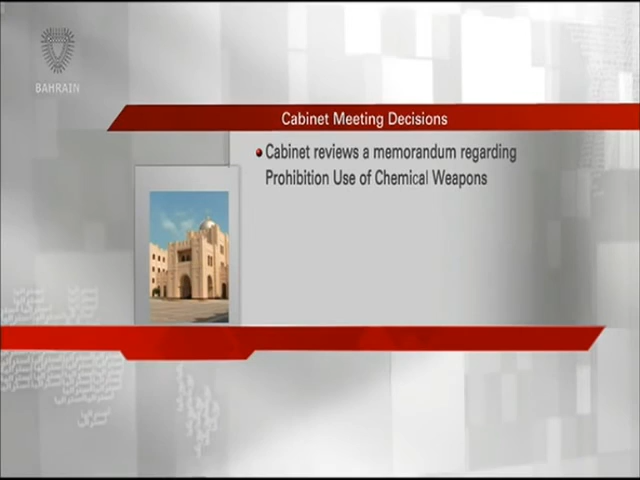 BAHRAIN
Cabinet Meeting Decisions
Cabinet reviews a memorandum regarding
Prohibition Use of Chemical Weapons